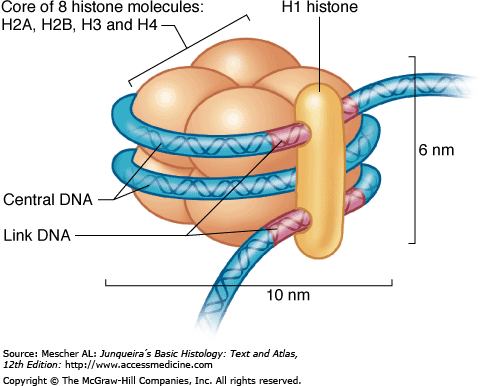 Core of 8 histone molecules:
H2A, H2B, H3 and H4
H1 histone
6 nm
Central DNA
Link DNA
10 nm
Source: Mescher AL: Junqueira´s Basic Histology: Text and Atlas,
12th Edition: http://www.accessmedicine.com
Copyright © The McGraw-Hill Companies, Inc. All rights reserved.